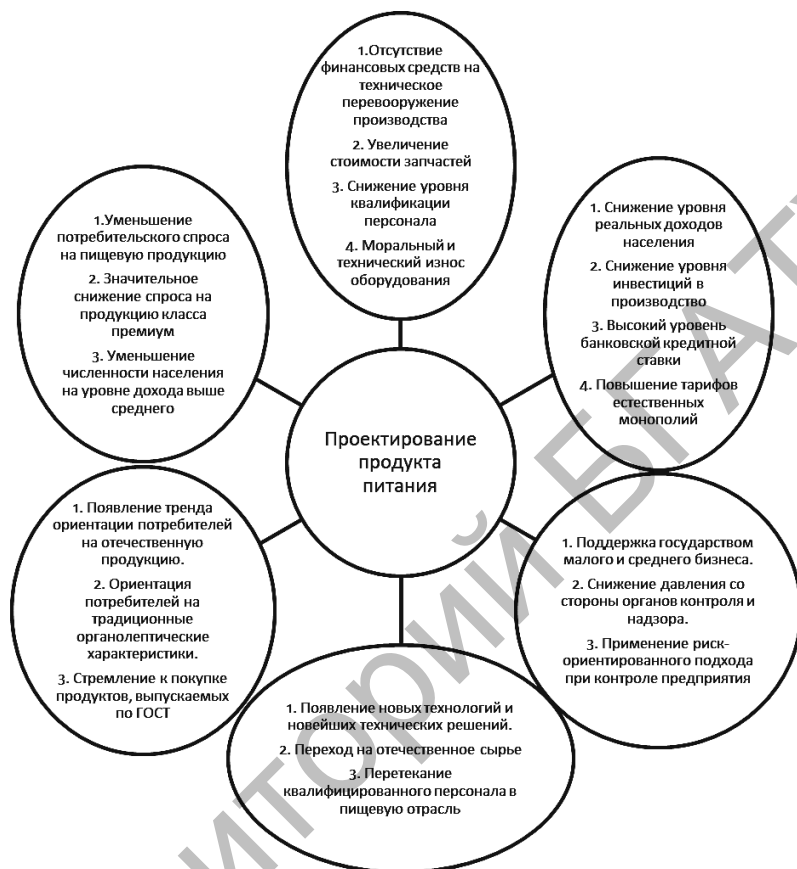 1.Отсутствие
финансовых средств на
техническое
перевооружение
производства
2. Увеличение
стоимости запчастей
3. Снижение уровня
квалификации
персонала
4. Моральный и
технический износ
оборудования
1. Снижение уровня
реальных доходов
населения
2. Снижение уровня
инвестиций в
производство
3. Высокий уровень
банковской кредитной
ставки
4. Повышение тарифов
естественных
монополий
1. Поддержка государством
малого и среднего бизнеса.
2. Снижение давления со
стороны органов контроля и
надзора.
3. Применение риск-
ориентированного подхода
при контроле предприятия
1. Появление новых технологий и
новейших технических решений.
2. Переход на отечественное сырье
3. Перетекание
квалифицированного персонала в
пищевую отрасль
1. Появление тренда
ориентации потребителей
на отечественную
продукцию.
2. Ориентация
потребителей на
традиционные
органолептические
характеристики.
3. Стремление к покупке
продуктов, выпускаемых
по ГОСТ
1.Уменьшение
потребительского спроса
на пищевую продукцию
2. Значительное
снижение спроса на
продукцию класса
премиум
3. Уменьшение
численности населения
на уровне дохода выше
среднего
Проектирование
продукта
питания